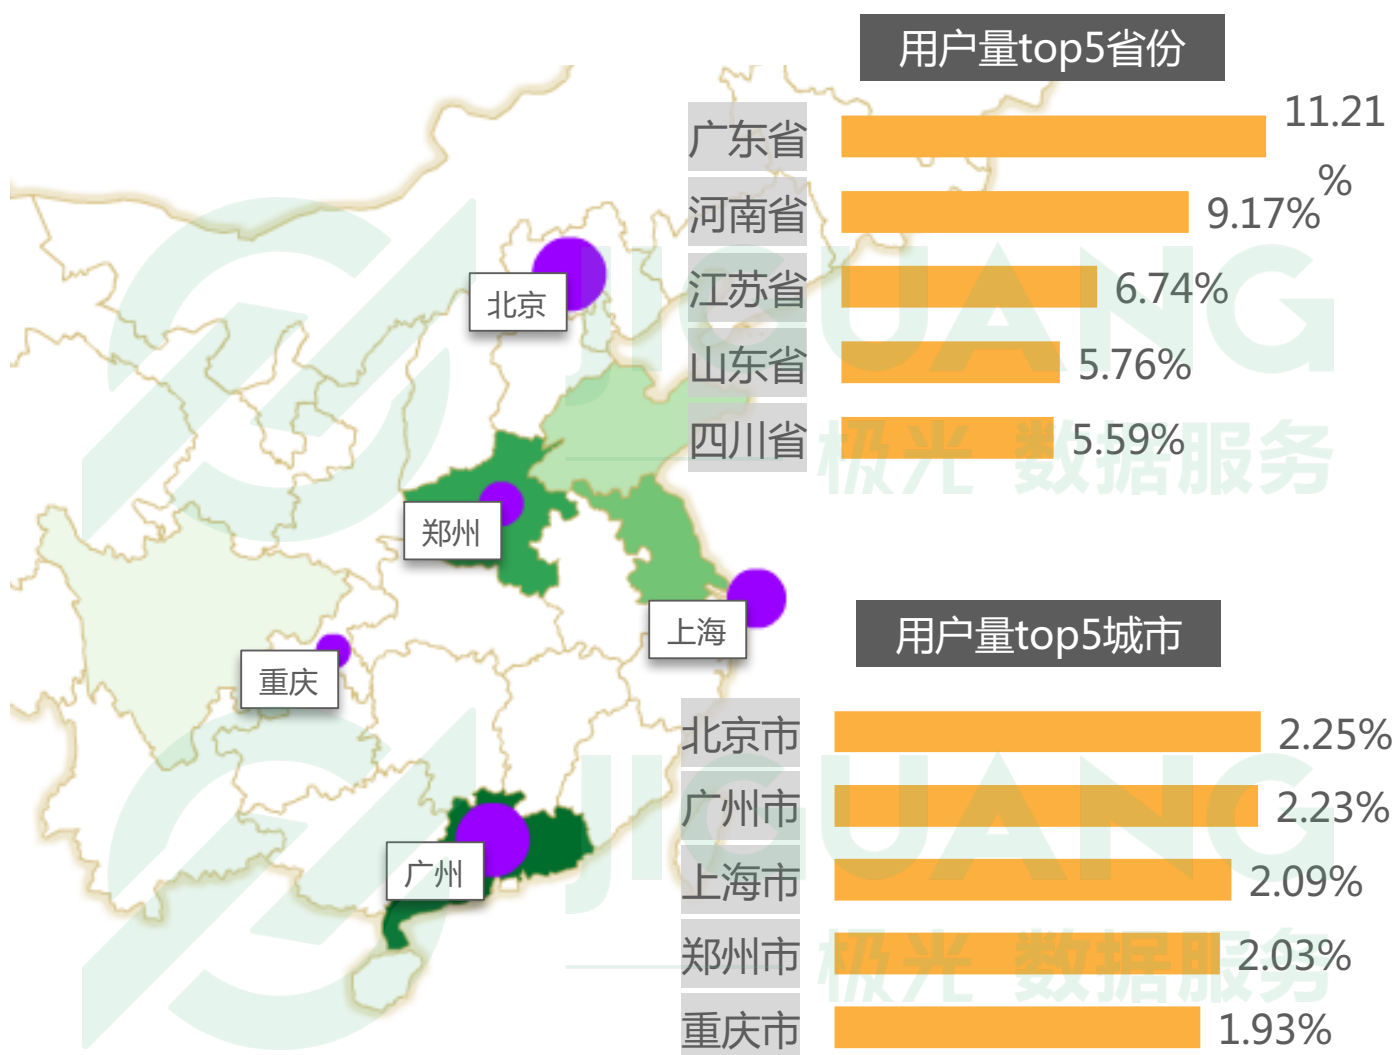 用户量top5省份
广东省 11.21%
河南省 9.17%
江苏省 6.74%
山东省 5.76%
四川省 5.59%
北京
郑州
上海
重庆
广州
用户量top5城市
北京市 2.25%
广州市 2.23%
上海市 2.09%
郑州市 2.03%
重庆市 1.93%
JIGUANG
极光 数据服务
JIGUANG
极光 数据服务